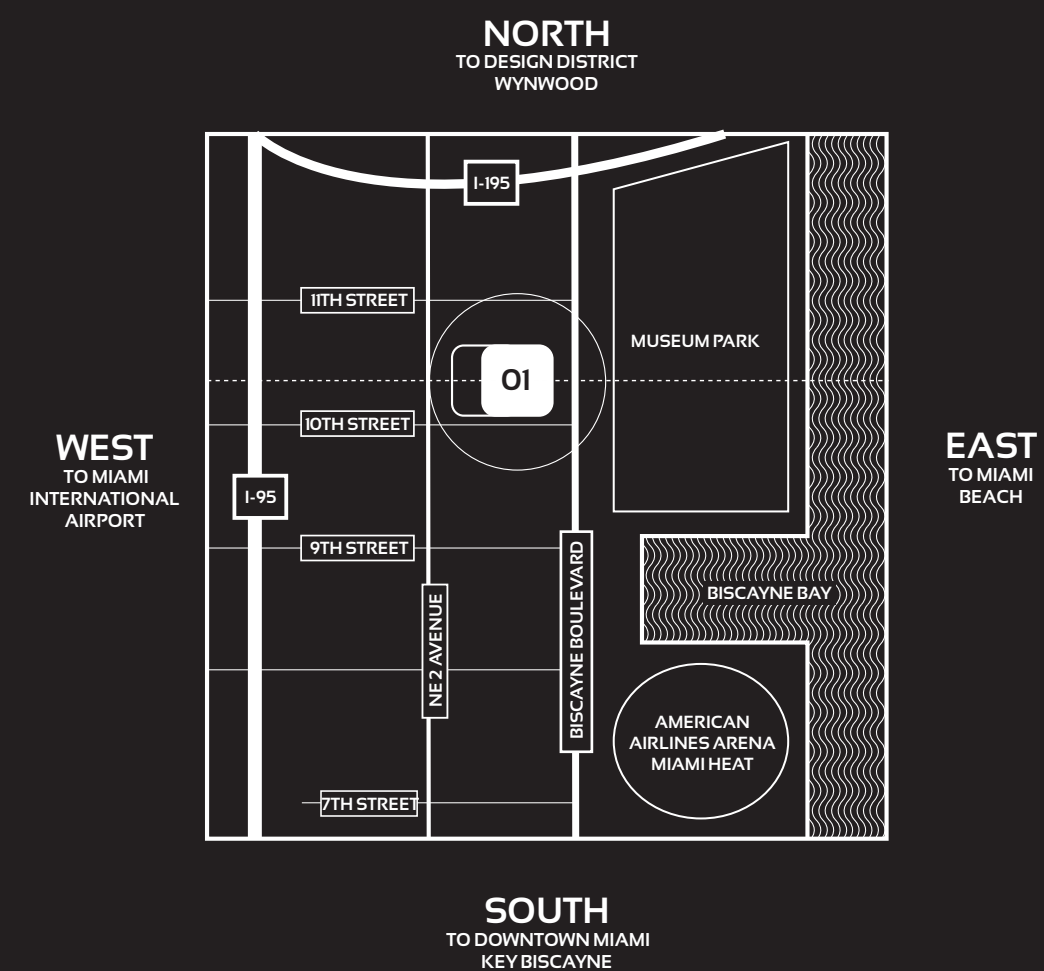 NORTH
TO DESIGN DISTRICT
WYNWOOD
I-195
11TH STREET
MUSEUM PARK
01
10TH STREET
WEST
TO MIAMI
INTERNATIONAL
AIRPORT
EAST
TO MIAMI
BEACH
I-95
9TH STREET
NE 2 AVENUE
BISCAYNE BOULEVARD
BISCAYNE BAY
AMERICAN
AIRLINES ARENA
MIAMI HEAT
7TH STREET
SOUTH
TO DOWNTOWN MIAMI
KEY BISCAYNE